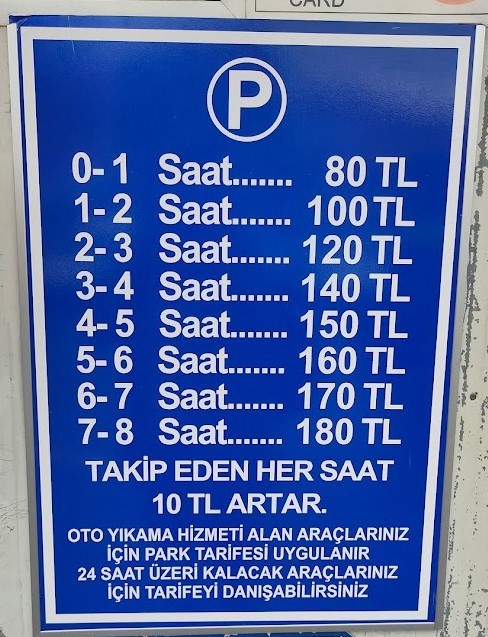 CARD
P
0-1 Saat....... 80 TL
1-2 Saat....... 100 TL
2-3 Saat....... 120 TL
3-4 Saat....... 140 TL
4-5 Saat....... 150 TL
5-6 Saat....... 160 TL
6-7 Saat....... 170 TL
7-8 Saat....... 180 TL
TAKİP EDEN HER SAAT
10 TL ARTAR.
OTO YIKAMA HİZMETİ ALAN ARAÇLARINIZ
İÇİN PARK TARİFESİ UYGULANIR
24 SAAT ÜZERİ KALACAK ARAÇLARINIZ
İÇİN TARİFEYİ DANIŞABİLİRSİNİZ